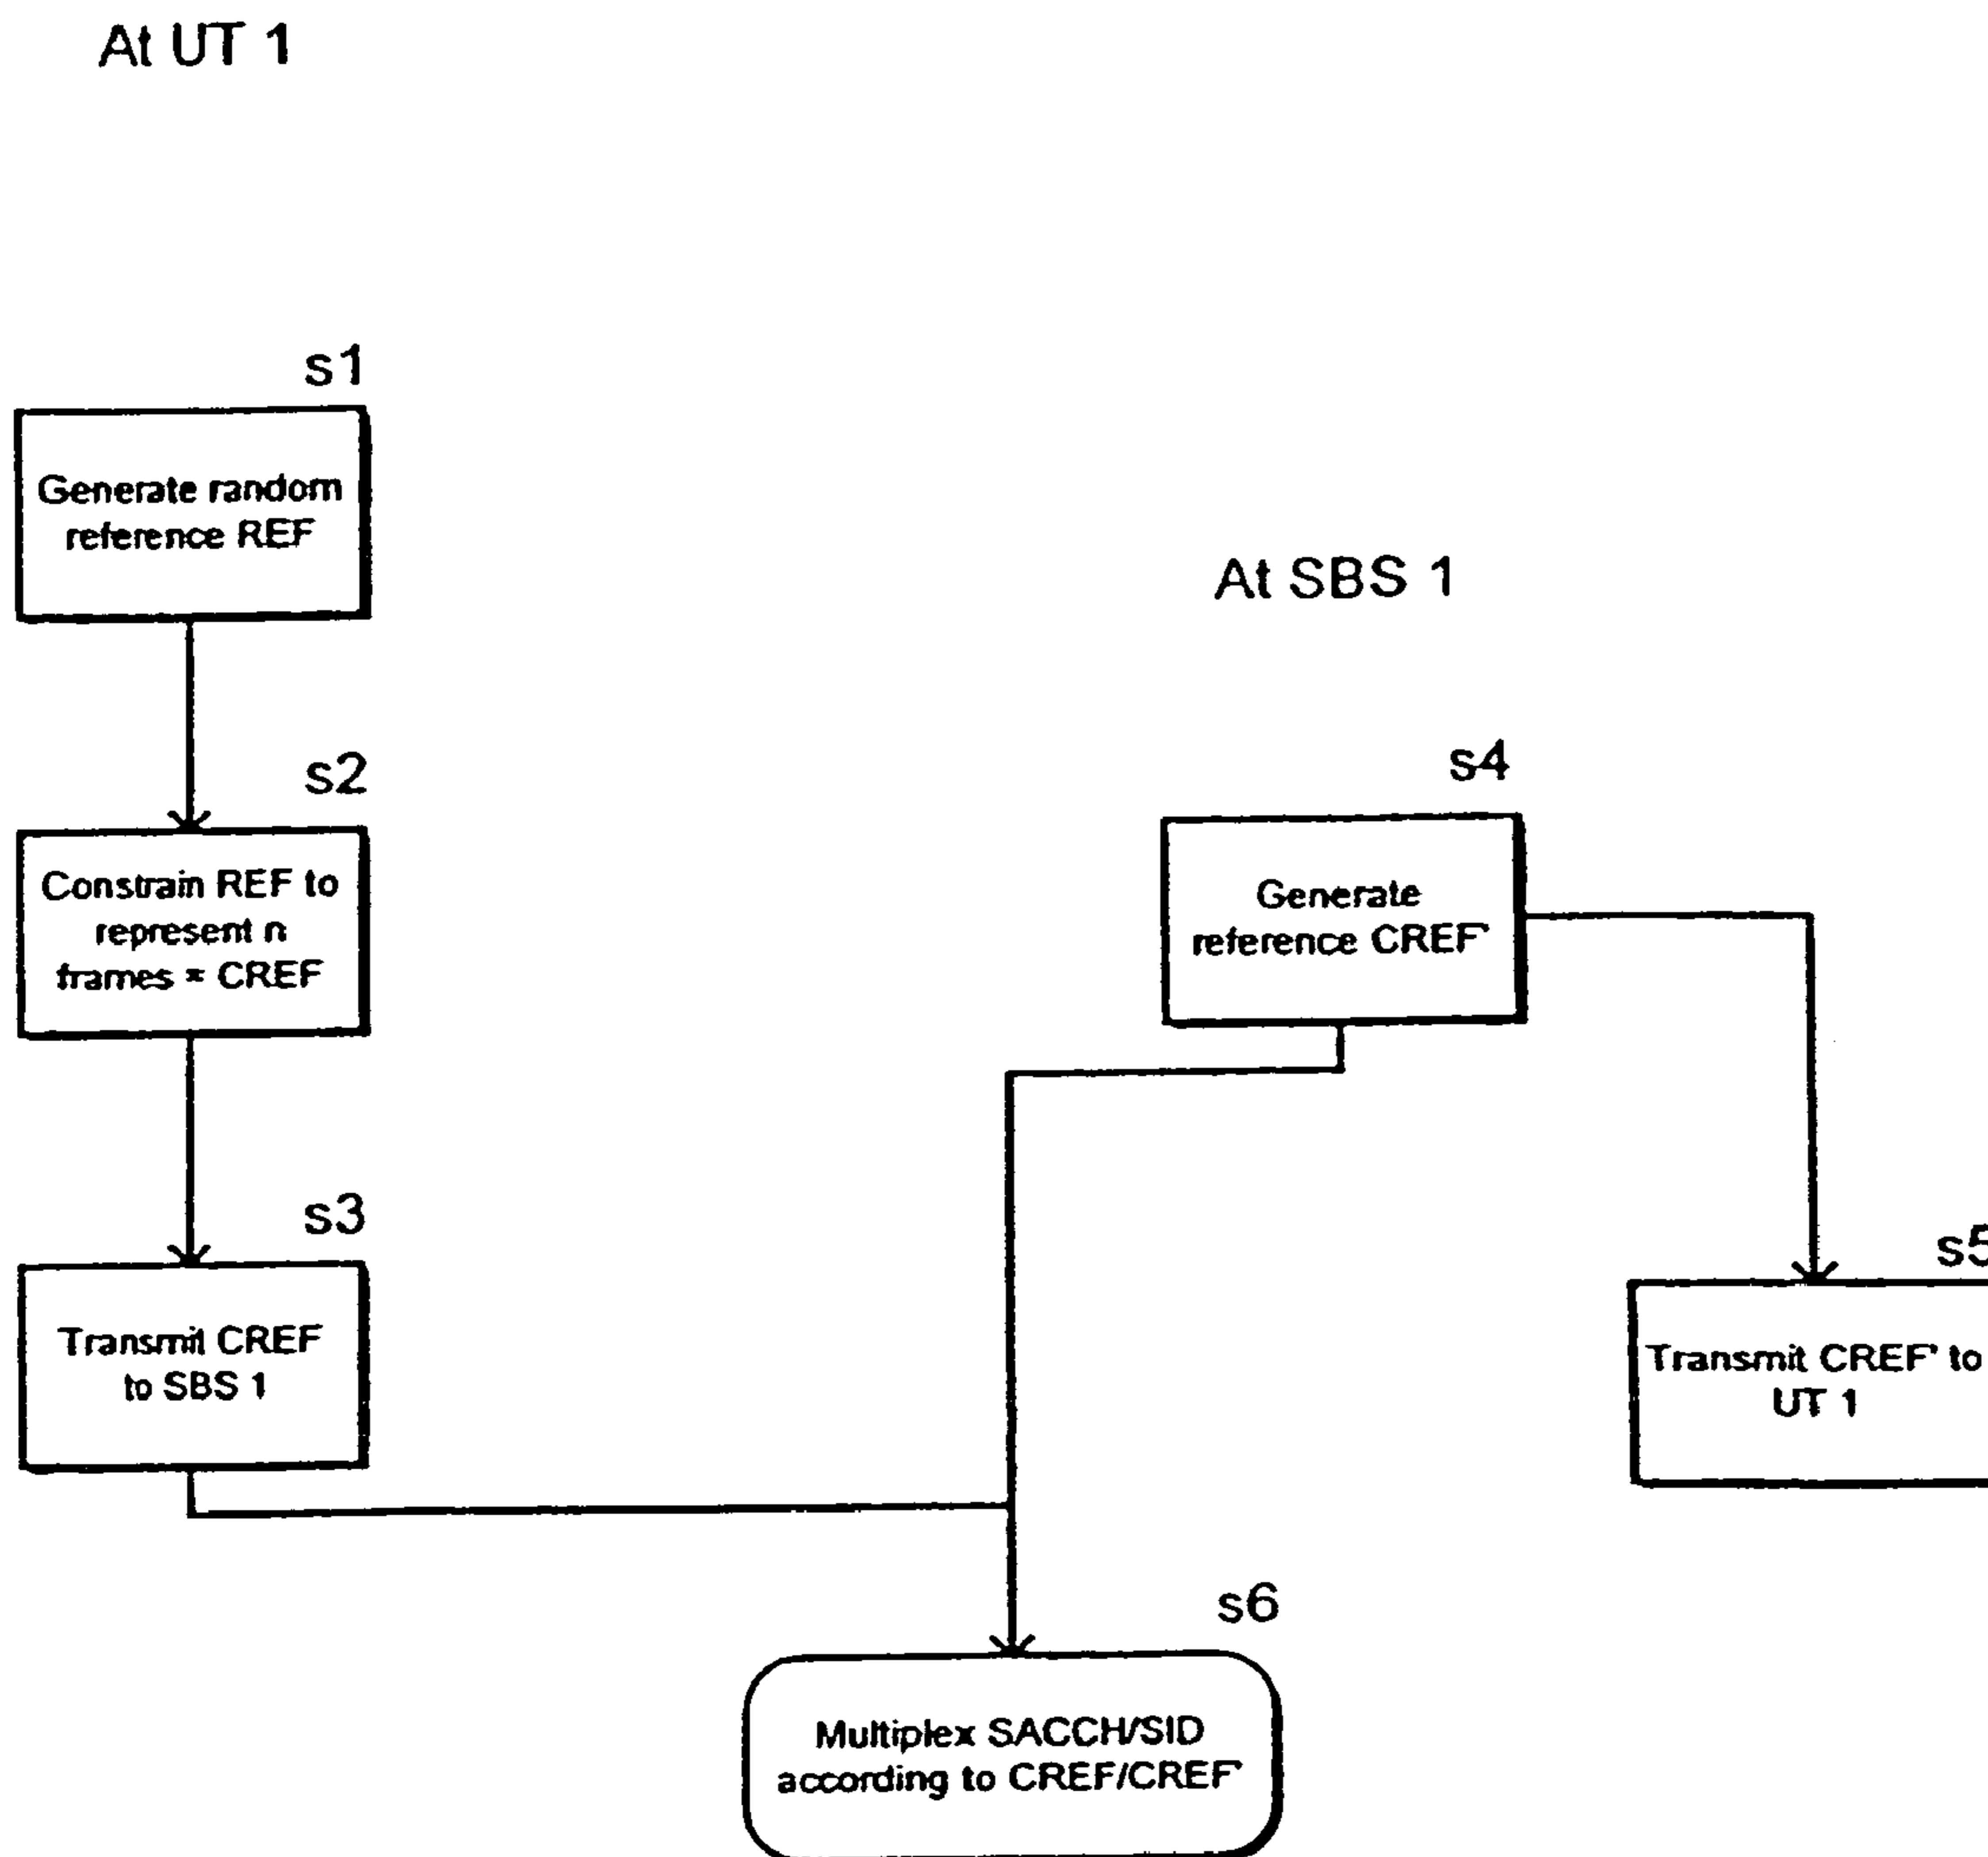 At UT 1
s1
Generate random
reference REF
s2
Constrain REF to
represent n
frames = CREF
s3
Transmit CREF
to SBS 1
At SBS 1
s4
Generate
reference CREF'
s5
Transmit CREF' to
UT 1
s6
Multiplex SACCH/SID
according to CREF/CREF'